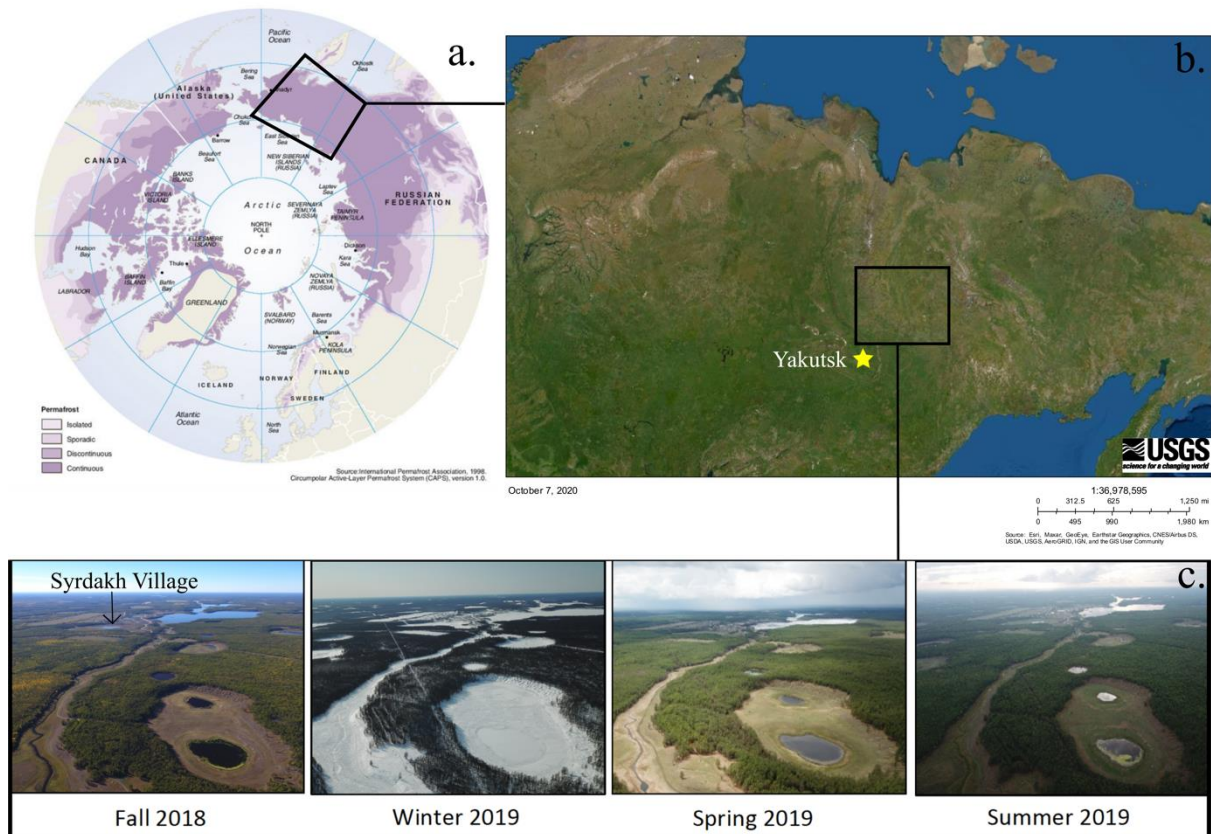 a.
Pacific
Ocean
Bering
Sea
Okhotsk
Sea
Alaska
(United States)
Chukchi
Sea
East Siberian
Sea
Barrow
Beaufort
Sea
NEW SIBERIAN
ISLANDS
(RUSSIA)
CANADA
BANKS
ISLAND
Laptev
Sea
VICTORIA
ISLAND
Arctic
SEVERNAYA
ZEMLYA
(RUSSIA)
RUSSIAN
FEDERATION
TAIMYR
PENINSULA
NORTH
POLE
ELLESMERE
ISLAND
Ocean
Dickson
Hudson
Bay
Thule
Kara
Sea
BAFFIN
ISLAND
Baffin
Bay
NOVAYA
ZEMLYA
(RUSSIA)
LABRADOR
GREENLAND
SVALBARD
(NORWAY)
Barents
Sea
Murmansk
KOLA
PENINSULA
Norwegian
Sea
FINLAND
ICELAND
NORWAY
SWEDEN
Atlantic
Ocean
North
Sea
Permafrost
Isolated
Sporadic
Discontinuous
Continuous
Source:International Permafrost Association, 1998.
Circumpolar Active-Layer Permafrost System (CAPS), version 1.0.
b.
Yakutsk
USGS
science for a changing world
October 7, 2020
1:36,978,595
0 312.5 625 1,250 mi
0 495 990 1,980 km
Source: Esri, Maxar, GeoEye, Earthstar Geographics, CNES/Airbus DS,
USDA, USGS, AeroGRID, IGN, and the GIS User Community
c.
Syrdakh Village
Fall 2018
Winter 2019
Spring 2019
Summer 2019